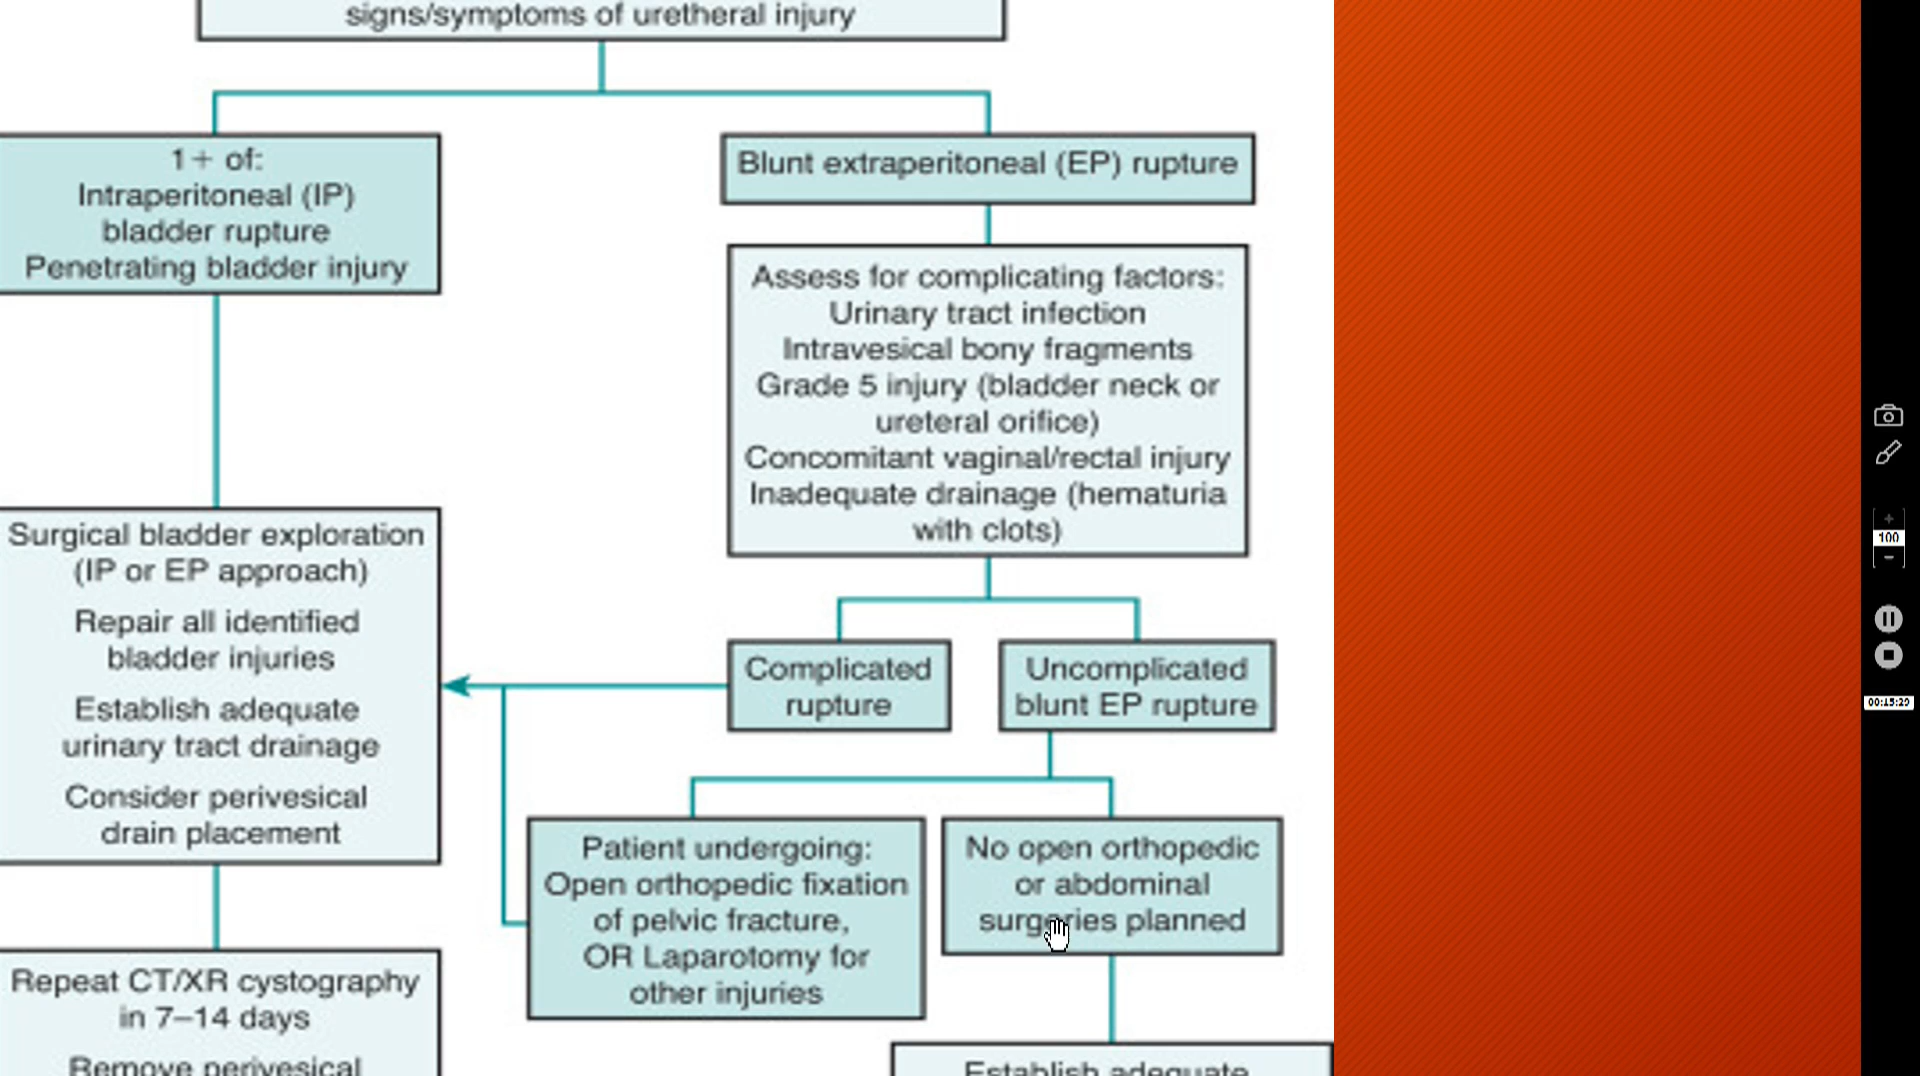 signs/symptoms of urethral injury
1+ of:
Intraperitoneal (IP)
bladder rupture
Penetrating bladder injury
Blunt extraperitoneal (EP) rupture
Assess for complicating factors:
Urinary tract infection
Intravesical bony fragments
Grade 5 injury (bladder neck or
ureteral orifice)
Concomitant vaginal/rectal injury
Inadequate drainage (hematuria
with clots)
Surgical bladder exploration
(IP or EP approach)
Repair all identified
bladder injuries
Establish adequate
urinary tract drainage
Consider perivesical
drain placement
Complicated
rupture
Uncomplicated
blunt EP rupture
Patient undergoing:
Open orthopedic fixation
of pelvic fracture,
OR Laparotomy for
other injuries
No open orthopedic
or abdominal
surgeries planned
Repeat CT/XR cystography
in 7–14 days
Remove perivesical
Establish adequate
100
00:15:29